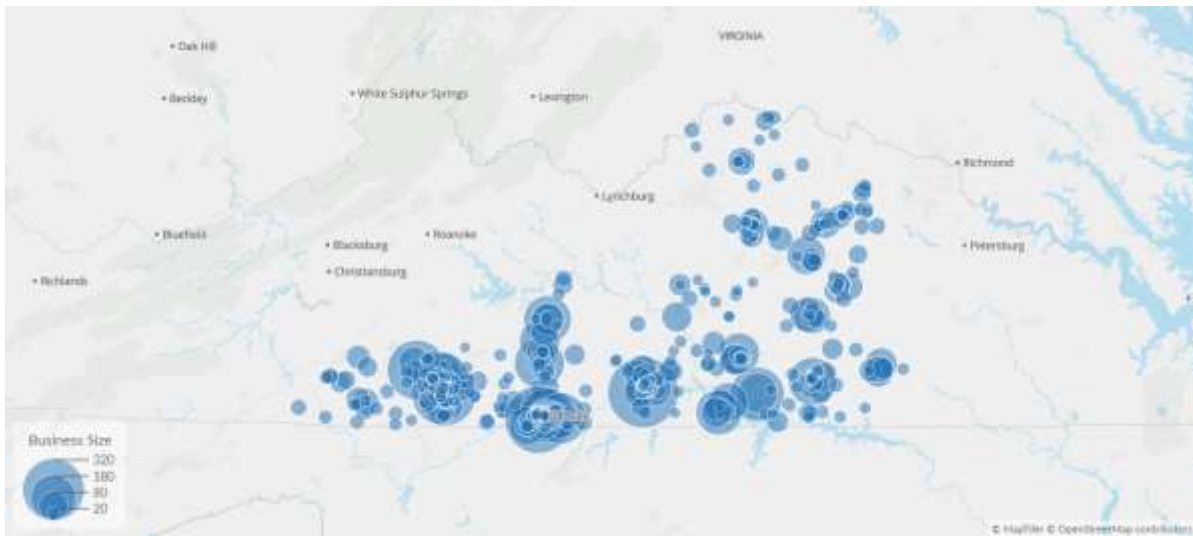 VIRGINIA
Oak Hill
Beckley
White Sulphur Springs
Lexington
Richmond
Lynchburg
Bluefield
Blacksburg
Roanoke
Petersburg
Christiansburg
Richlands
Business Size
320
180
80
20
© MapTiler © OpenStreetMap contributors